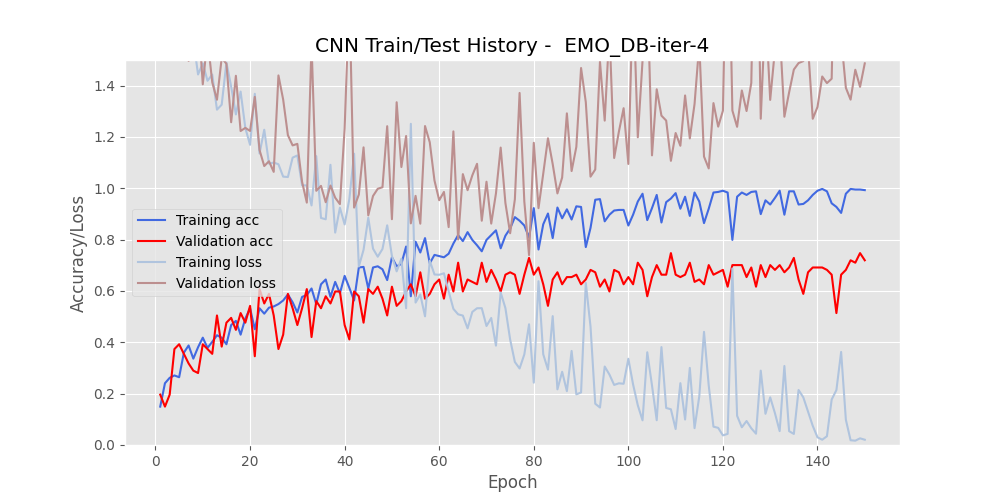 CNN Train/Test History -  EMO_DB-iter-4
Accuracy/Loss
1.4
1.2
1.0
0.8
0.6
0.4
0.2
0.0
Training acc
Validation acc
Training loss
Validation loss
0 20 40 60 80 100 120 140
Epoch